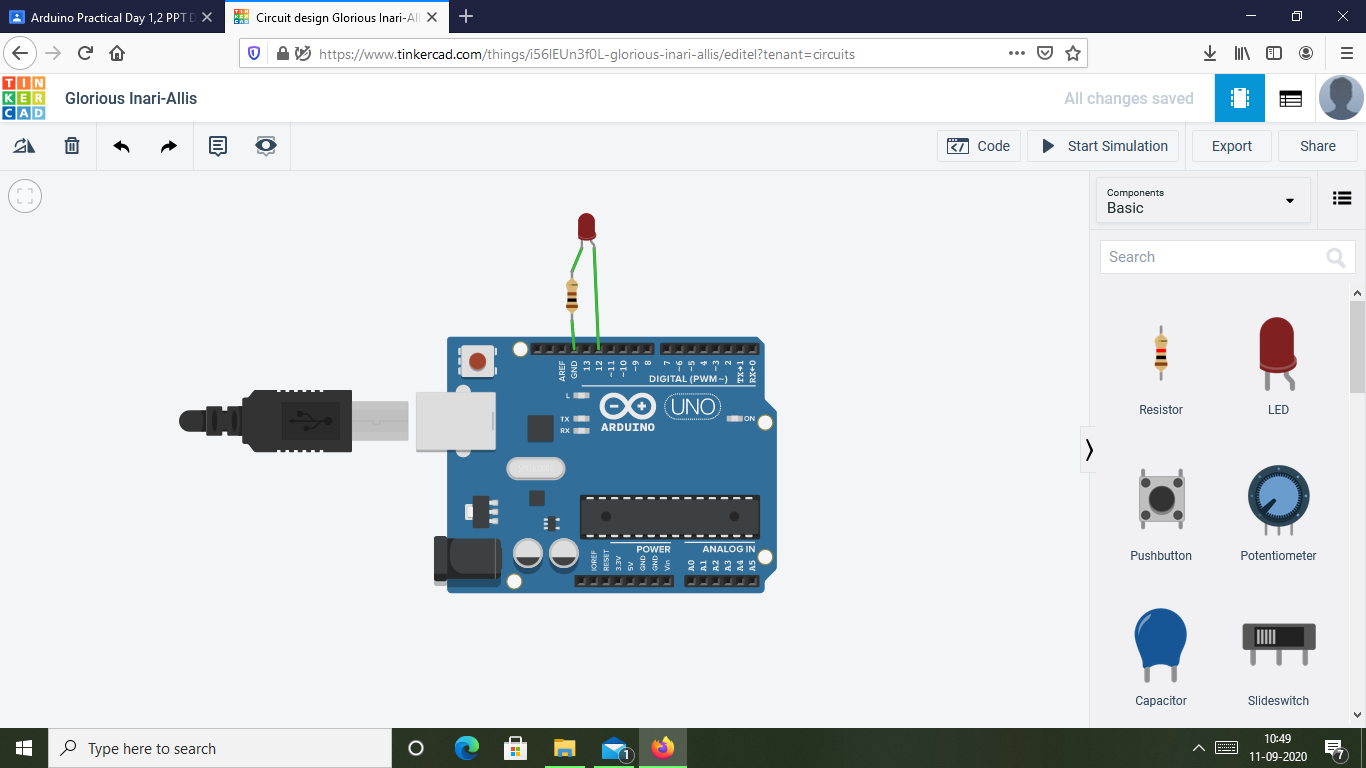 Arduino Practical Day 1,2 PPT D
Circuit design Glorious Inari-Alli
https://www.tinkercad.com/things/i56lEUn3f0L-glorious-inari-allis/editel?tenant=circuits
TIN
KER
CAD
Glorious Inari-Allis
All changes saved
Code
Start Simulation
Export
Share
Components
Basic
Search
Resistor
LED
Pushbutton
Potentiometer
Capacitor
Slideswitch
AREF
GND
13
12
~11
~10
~9
8
7
~6
~5
4
~3
2
TX→1
RX←0
DIGITAL (PWM~)
L
TX
RX
ARDUINO
UNO
ON
POWER
ANALOG IN
IOREF
RESET
3.3V
5V
GND
GND
Vin
A0
A1
A2
A3
A4
A5
Type here to search
1
10:49
11-09-2020
7